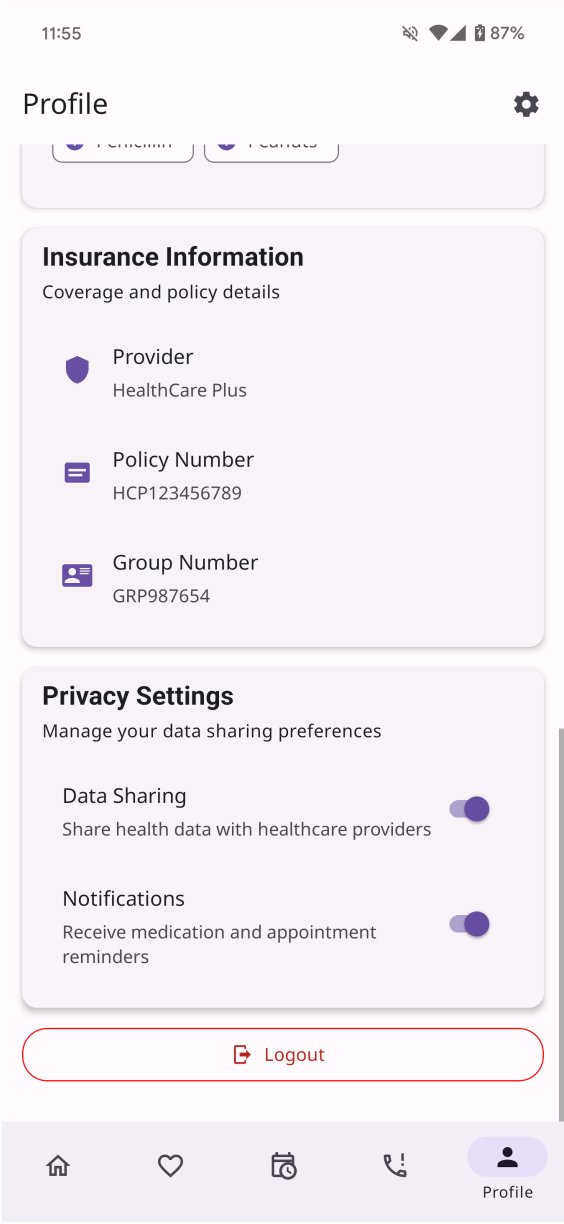 11:55
87%
Profile
Penicillin
Peanuts
Insurance Information
Coverage and policy details
Provider
HealthCare Plus
Policy Number
HCP123456789
Group Number
GRP987654
Privacy Settings
Manage your data sharing preferences
Data Sharing
Share health data with healthcare providers
Notifications
Receive medication and appointment
reminders
Logout
Profile